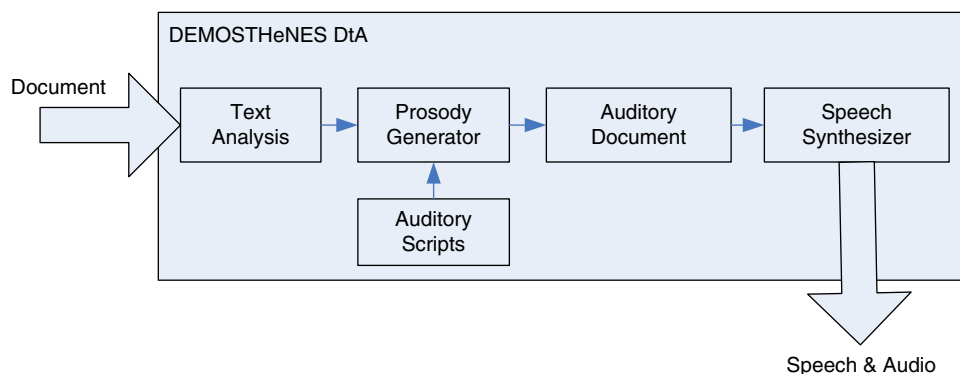 DEMOSTHeNES DtA
Document
Text
Analysis
Prosody
Generator
Auditory
Document
Speech
Synthesizer
Auditory
Scripts
Speech & Audio